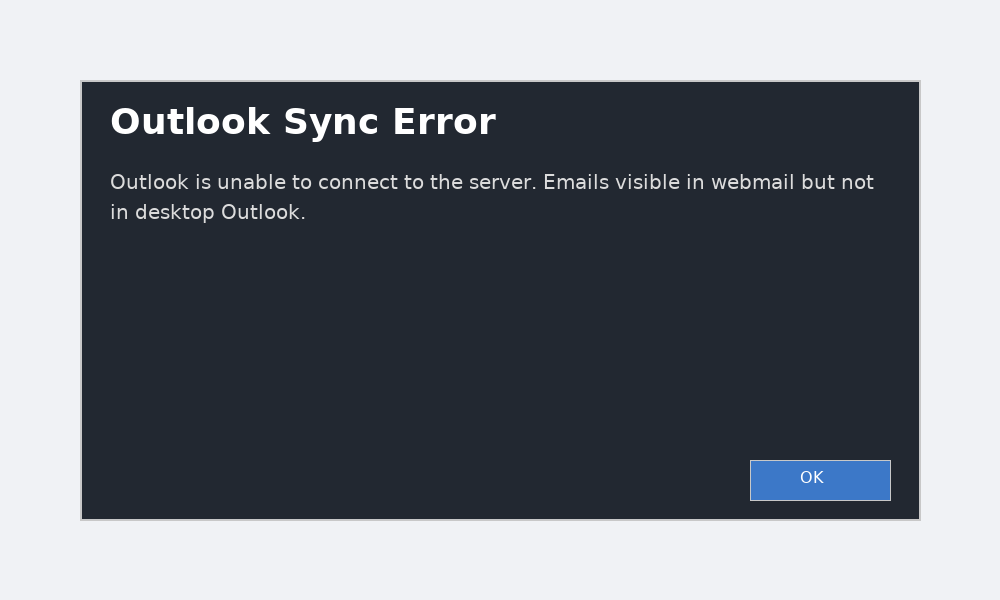 Outlook Sync Error
Outlook is unable to connect to the server. Emails visible in webmail but not
in desktop Outlook.
OK